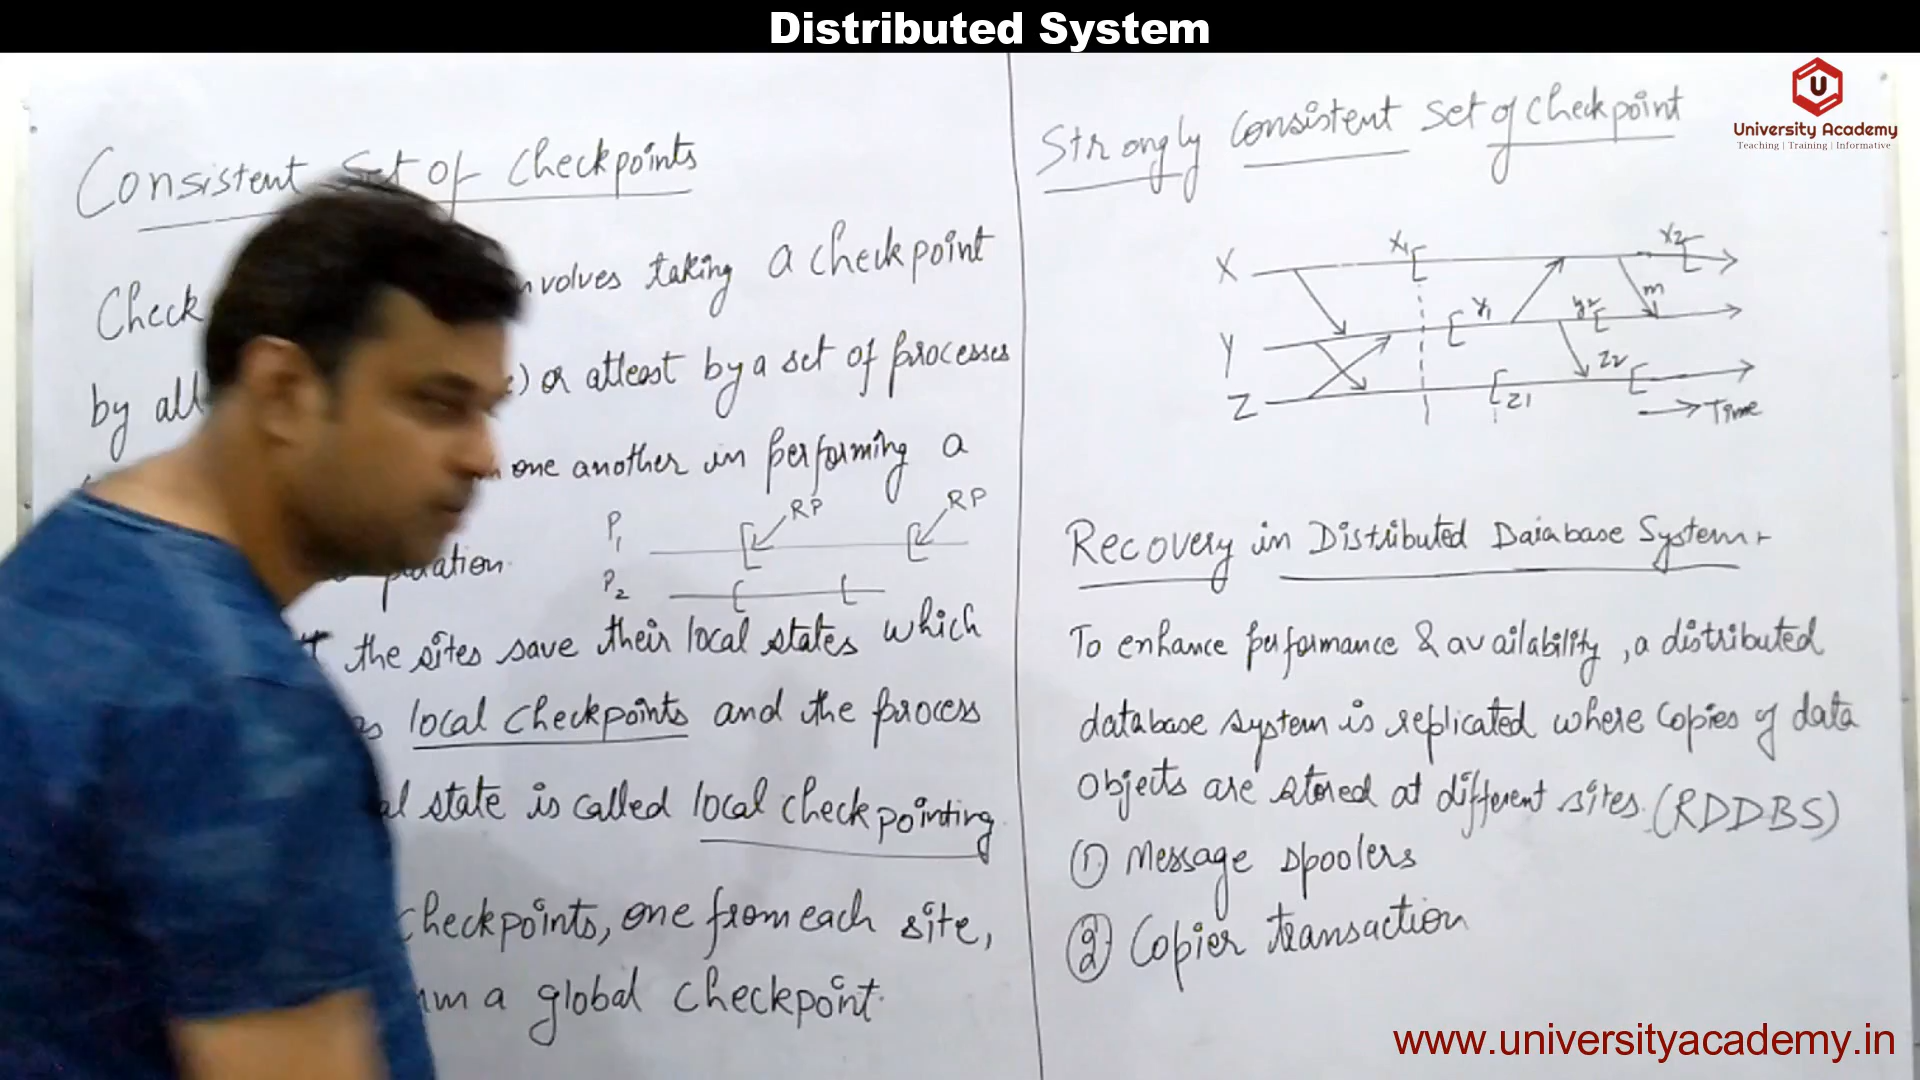 Distributed System
U
University Academy
Teaching | Training | Informative
Consistent Set of Checkpoints
Check nvolves taking a checkpoint
by all ) or atleast by a set of processes
one another in performing a
P1 RP RP
P2
the sites save their local states which
local checkpoints and the process
state is called local checkpointing
checkpoints, one from each site,
a global checkpoint.
Strongly Consistent Set of Checkpoint
X x1 x2
Y y1 y2 m
Z z1 z2
Time
Recovery in Distributed Daiabase System:-
To enhance performance & availability, a distributed
database system is replicated where copies of data
objects are stored at different sites. (RDDBS)
① Message spoolers
② Copier transaction
www.universityacademy.in